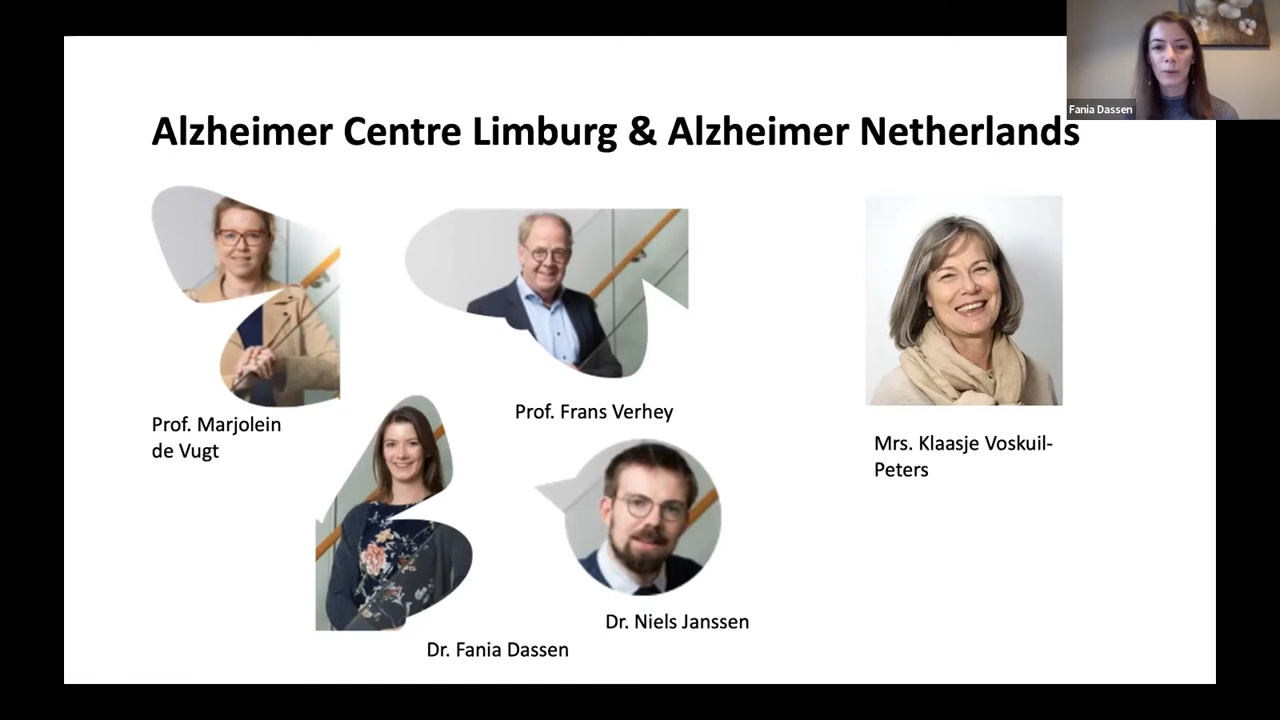 Fania Dassen
Alzheimer Centre Limburg & Alzheimer Netherlands
Prof. Marjolein
de Vugt
Prof. Frans Verhey
Mrs. Klaasje Voskuil-
Peters
Dr. Niels Janssen
Dr. Fania Dassen